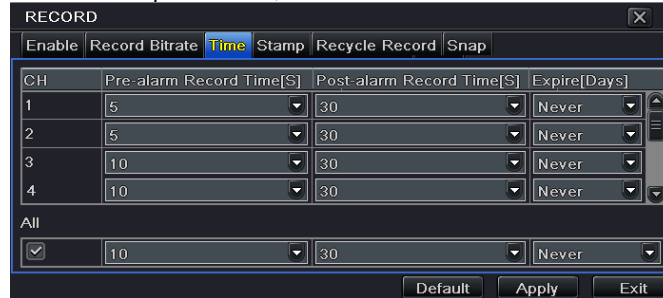 RECORD
Enable Record Bitrate Time Stamp Recycle Record Snap
CH Pre-alarm Record Time[S] Post-alarm Record Time[S] Expire[Days]
1 5 30 Never
2 5 30 Never
3 10 30 Never
4 10 30 Never
All
10 30 Never
Default Apply Exit